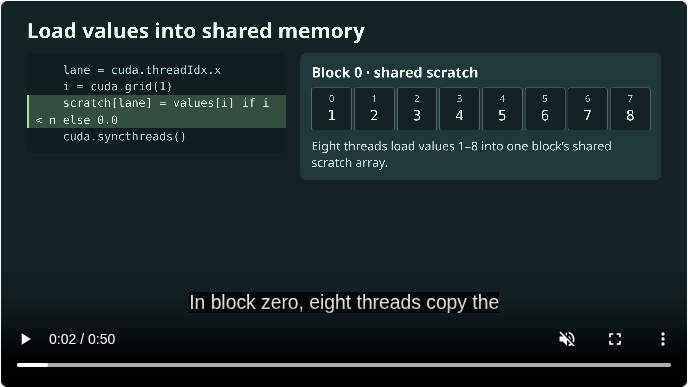 Load values into shared memory
lane = cuda.threadIdx.x
i = cuda.grid(1)
scratch[lane] = values[i] if i
< n else 0.0
cuda.syncthreads()
Block 0 · shared scratch
0 1 2 3 4 5 6 7
1 2 3 4 5 6 7 8
Eight threads load values 1–8 into one block's shared
scratch array.
In block zero, eight threads copy the
0:02 / 0:50